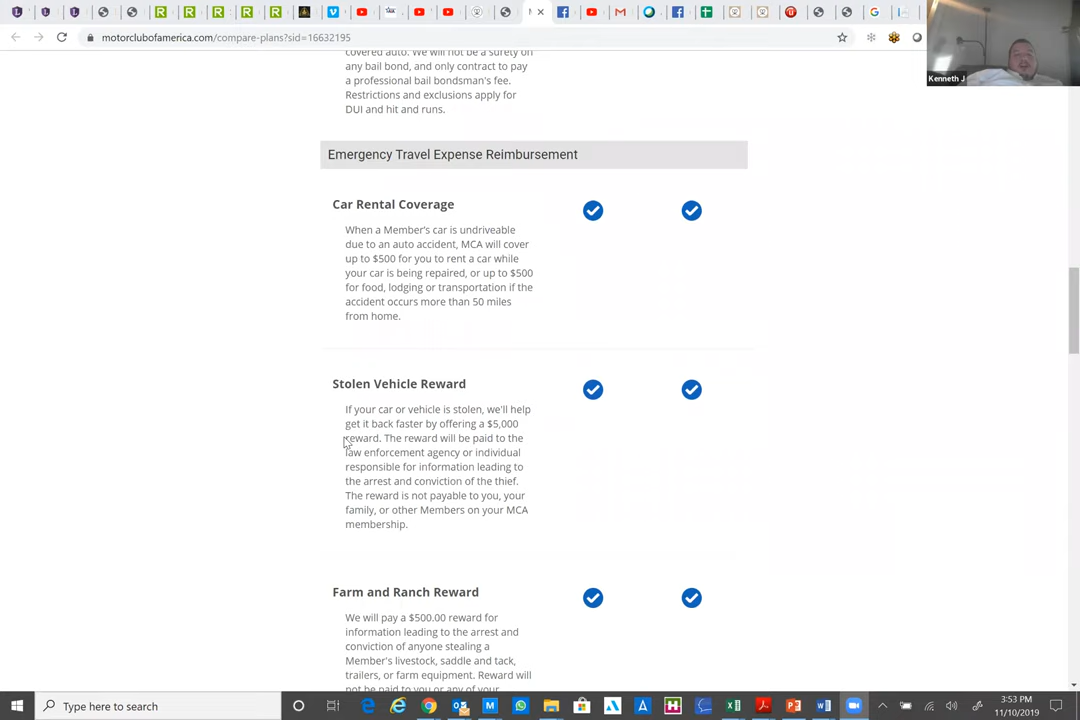 motorclubofamerica.com/compare-plans?sid=16632195
Kenneth J
covered auto. We will not be a surety on
any bail bond, and only contract to pay
a professional bail bondsman's fee.
Restrictions and exclusions apply for
DUI and hit and runs.
Emergency Travel Expense Reimbursement
Car Rental Coverage
When a Member's car is undriveable
due to an auto accident, MCA will cover
up to $500 for you to rent a car while
your car is being repaired, or up to $500
for food, lodging or transportation if the
accident occurs more than 50 miles
from home.
Stolen Vehicle Reward
If your car or vehicle is stolen, we'll help
get it back faster by offering a $5,000
reward. The reward will be paid to the
law enforcement agency or individual
responsible for information leading to
the arrest and conviction of the thief.
The reward is not payable to you, your
family, or other Members on your MCA
membership.
Farm and Ranch Reward
We will pay a $500.00 reward for
information leading to the arrest and
conviction of anyone stealing a
Member's livestock, saddle and tack,
trailers, or farm equipment. Reward will
not be paid to you or any of your
Type here to search
3:53 PM
11/10/2019